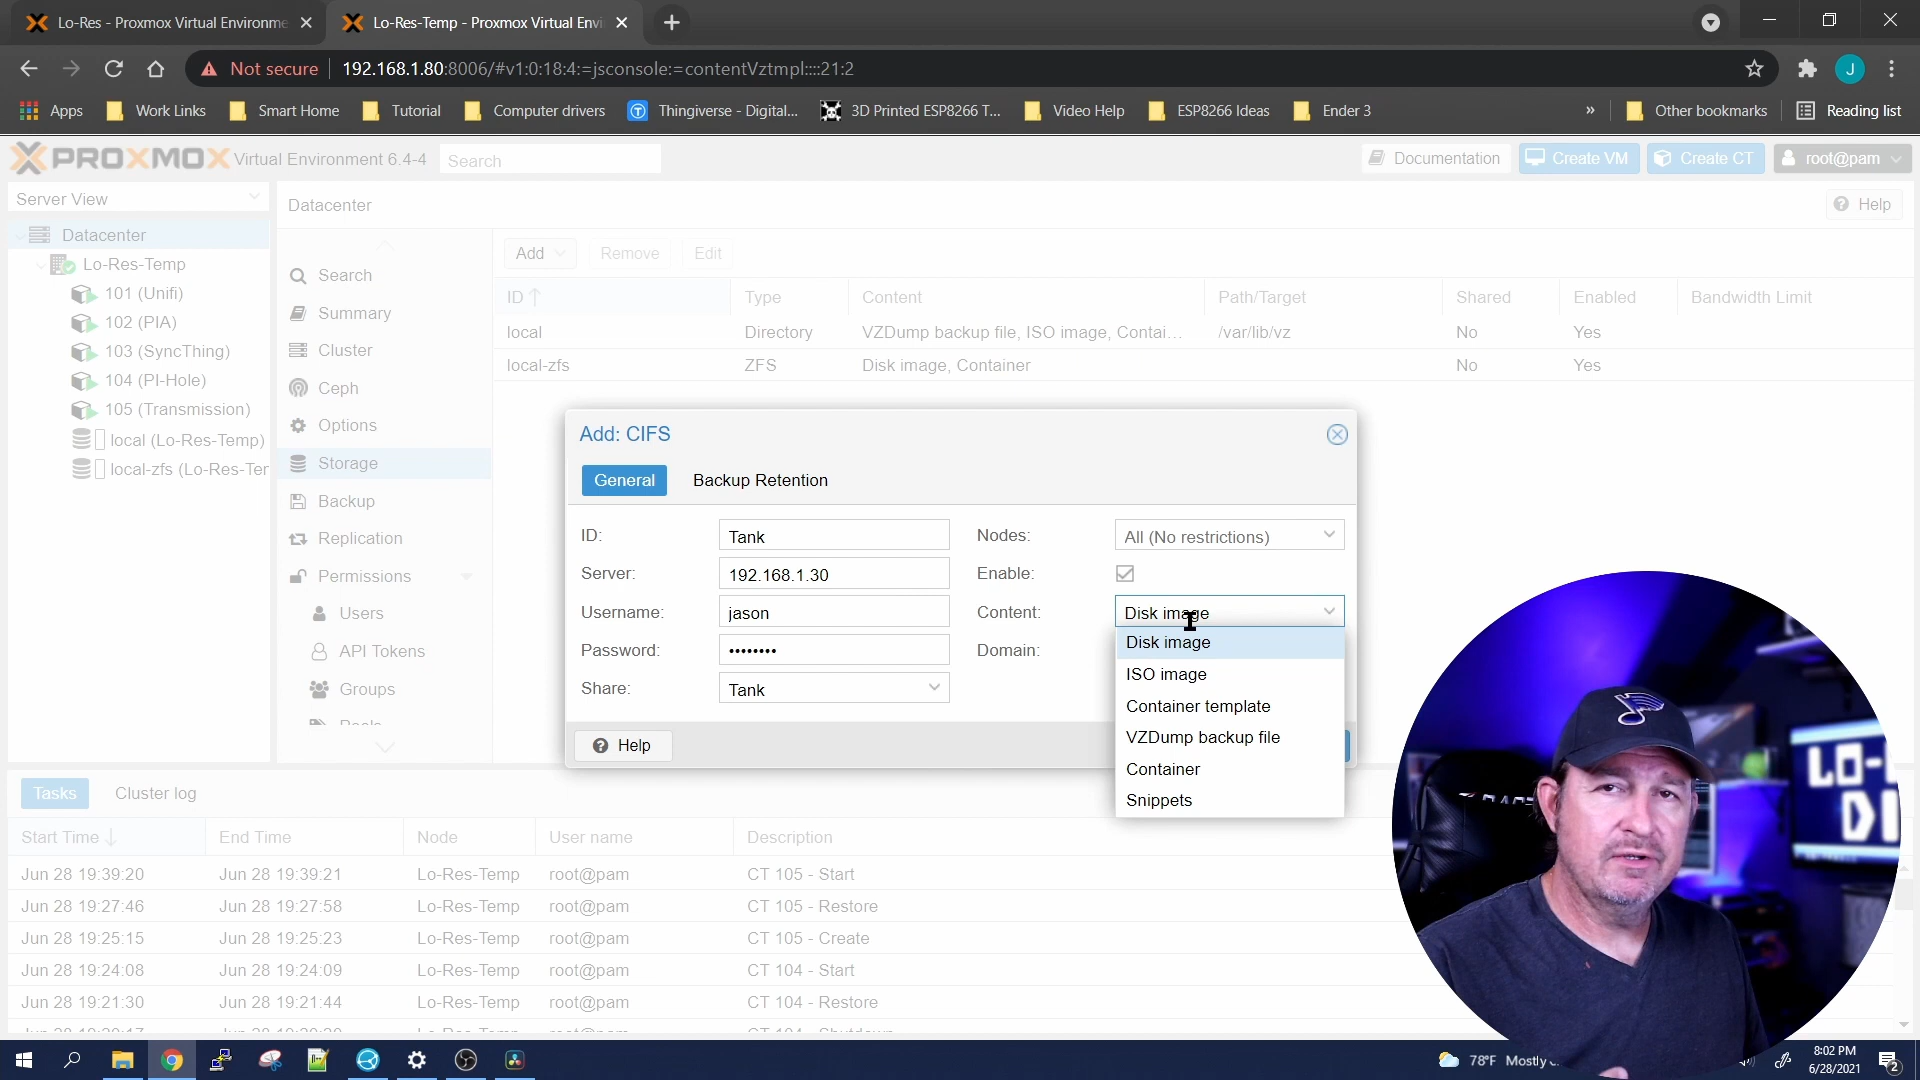 Lo-Res - Proxmox Virtual Environme
Lo-Res-Temp - Proxmox Virtual Envi
Not secure
192.168.1.80:8006/#v1:0:18:4:=jsconsole:=contentVztmpl::::21:2
J
Apps
Work Links
Smart Home
Tutorial
Computer drivers
Thingiverse - Digital...
3D Printed ESP8266 T...
Video Help
ESP8266 Ideas
Ender 3
»
Other bookmarks
Reading list
PROXMOX Virtual Environment 6.4-4
Search
Documentation
Create VM
Create CT
root@pam
Server View
Datacenter
Help
Datacenter
Lo-Res-Temp
101 (Unifi)
102 (PIA)
103 (SyncThing)
104 (PI-Hole)
105 (Transmission)
local (Lo-Res-Temp)
local-zfs (Lo-Res-Ter
Search
Summary
Cluster
Ceph
Options
Storage
Backup
Replication
Permissions
Users
API Tokens
Groups
Add
Remove
Edit
ID Type Content Path/Target Shared Enabled Bandwidth Limit
local Directory VZDump backup file, ISO image, Contai... /var/lib/vz No Yes
local-zfs ZFS Disk image, Container No Yes
Add: CIFS
General
Backup Retention
ID: Tank
Server: 192.168.1.30
Username: jason
Password: ••••••••
Share: Tank
Nodes: All (No restrictions)
Enable:
Content: Disk image
Domain:
Disk image
ISO image
Container template
VZDump backup file
Container
Snippets
Help
Tasks
Cluster log
Start Time End Time Node User name Description
Jun 28 19:39:20 Jun 28 19:39:21 Lo-Res-Temp root@pam CT 105 - Start
Jun 28 19:27:46 Jun 28 19:27:58 Lo-Res-Temp root@pam CT 105 - Restore
Jun 28 19:25:15 Jun 28 19:25:23 Lo-Res-Temp root@pam CT 105 - Create
Jun 28 19:24:08 Jun 28 19:24:09 Lo-Res-Temp root@pam CT 104 - Start
Jun 28 19:21:30 Jun 28 19:21:44 Lo-Res-Temp root@pam CT 104 - Restore
LO-
78°F Mostly
8:02 PM
6/28/2021
2